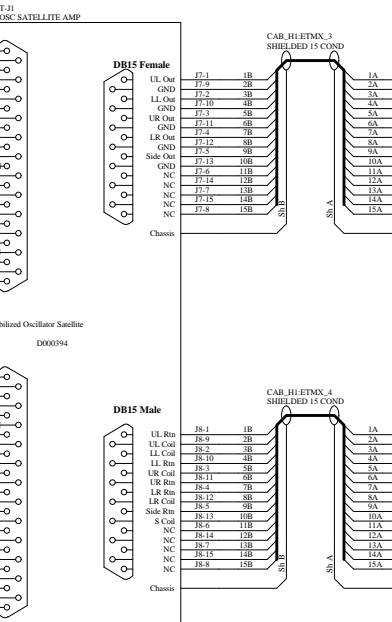 T-J1
OSC SATELLITE AMP
CAB_H1:ETMX_3
SHIELDED 15 COND
DB15 Female
UL Out J7-1 1B 1A
GND J7-9 2B 2A
LL Out J7-2 3B 3A
GND J7-10 4B 4A
UR Out J7-3 5B 5A
GND J7-11 6B 6A
LR Out J7-4 7B 7A
GND J7-12 8B 8A
Side Out J7-5 9B 9A
GND J7-13 10B 10A
NC J7-6 11B 11A
NC J7-14 12B 12A
NC J7-7 13B 13A
NC J7-15 14B 14A
NC J7-8 15B 15A
Sh B Sh A
Chassis
bilized Oscillator Satellite
D000394
CAB_H1:ETMX_4
SHIELDED 15 COND
DB15 Male
UL Rtn J8-1 1B 1A
UL Coil J8-9 2B 2A
LL Coil J8-2 3B 3A
LL Rtn J8-10 4B 4A
UR Coil J8-3 5B 5A
UR Rtn J8-11 6B 6A
LR Rtn J8-4 7B 7A
LR Coil J8-12 8B 8A
Side Rtn J8-5 9B 9A
S Coil J8-13 10B 10A
NC J8-6 11B 11A
NC J8-14 12B 12A
NC J8-7 13B 13A
NC J8-15 14B 14A
NC J8-8 15B 15A
Sh B Sh A
Chassis